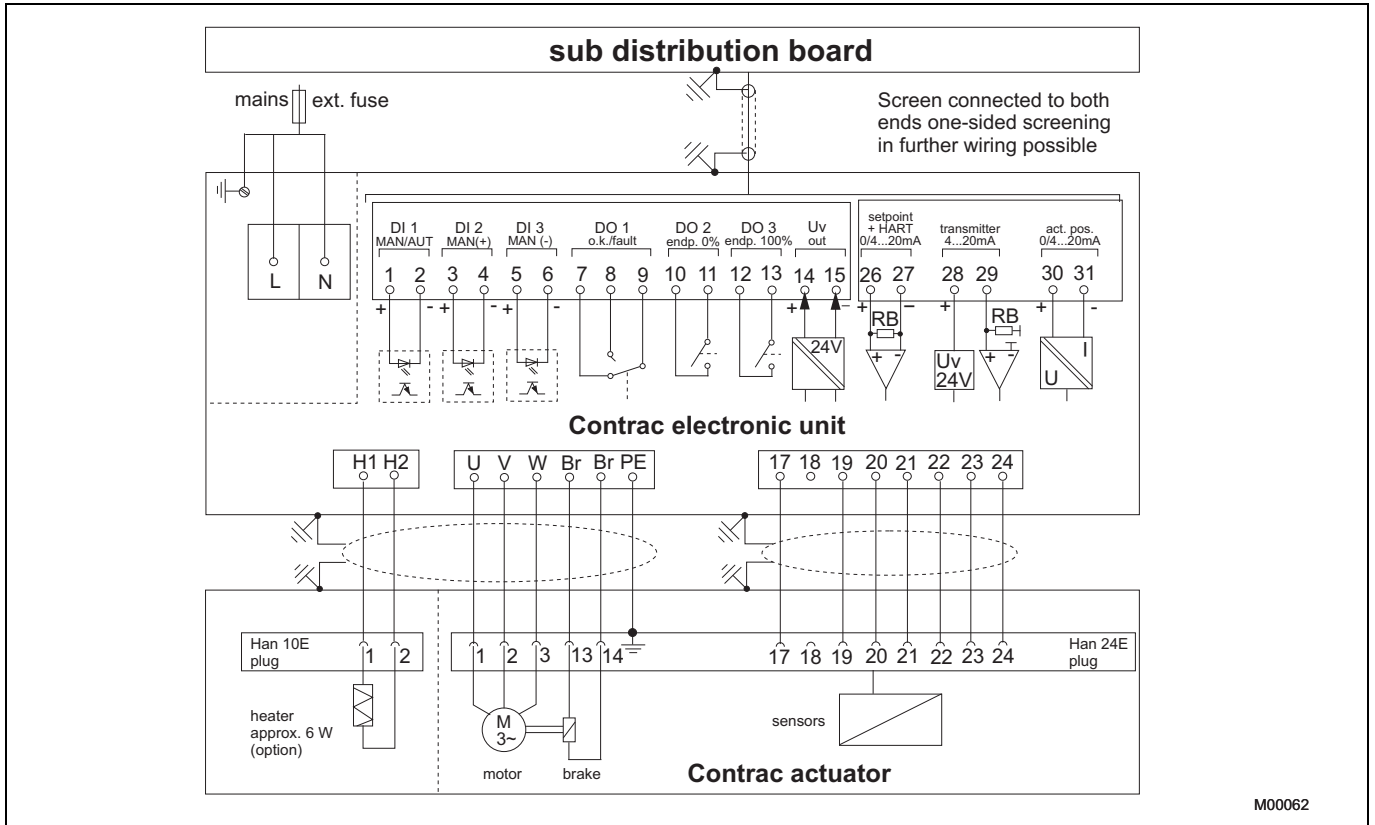 sub distribution board
mains ext. fuse
Screen connected to both
ends one-sided screening
in further wiring possible
L N
DI 1 DI 2 DI 3 DO 1 DO 2 DO 3 Uv
MAN/AUT MAN(+) MAN (-) o.k./fault endp. 0% endp. 100% out
setpoint
+ HART
0/4...20mA
transmitter
4...20mA
act. pos.
0/4...20mA
1 2 3 4 5 6 7 8 9 10 11 12 13 14 15 26 27 28 29 30 31
+ - + - + - + - + - + + -
RB RB
24V + - Uv
24V + - I
U
Contrac electronic unit
H1 H2 U V W Br Br PE 17 18 19 20 21 22 23 24
Han 10E
plug
1 2 1 2 3 13 14 17 18 19 20 21 22 23 24
Han 24E
plug
heater
approx. 6 W
(option)
M
3~
motor brake
sensors
Contrac actuator
M00062